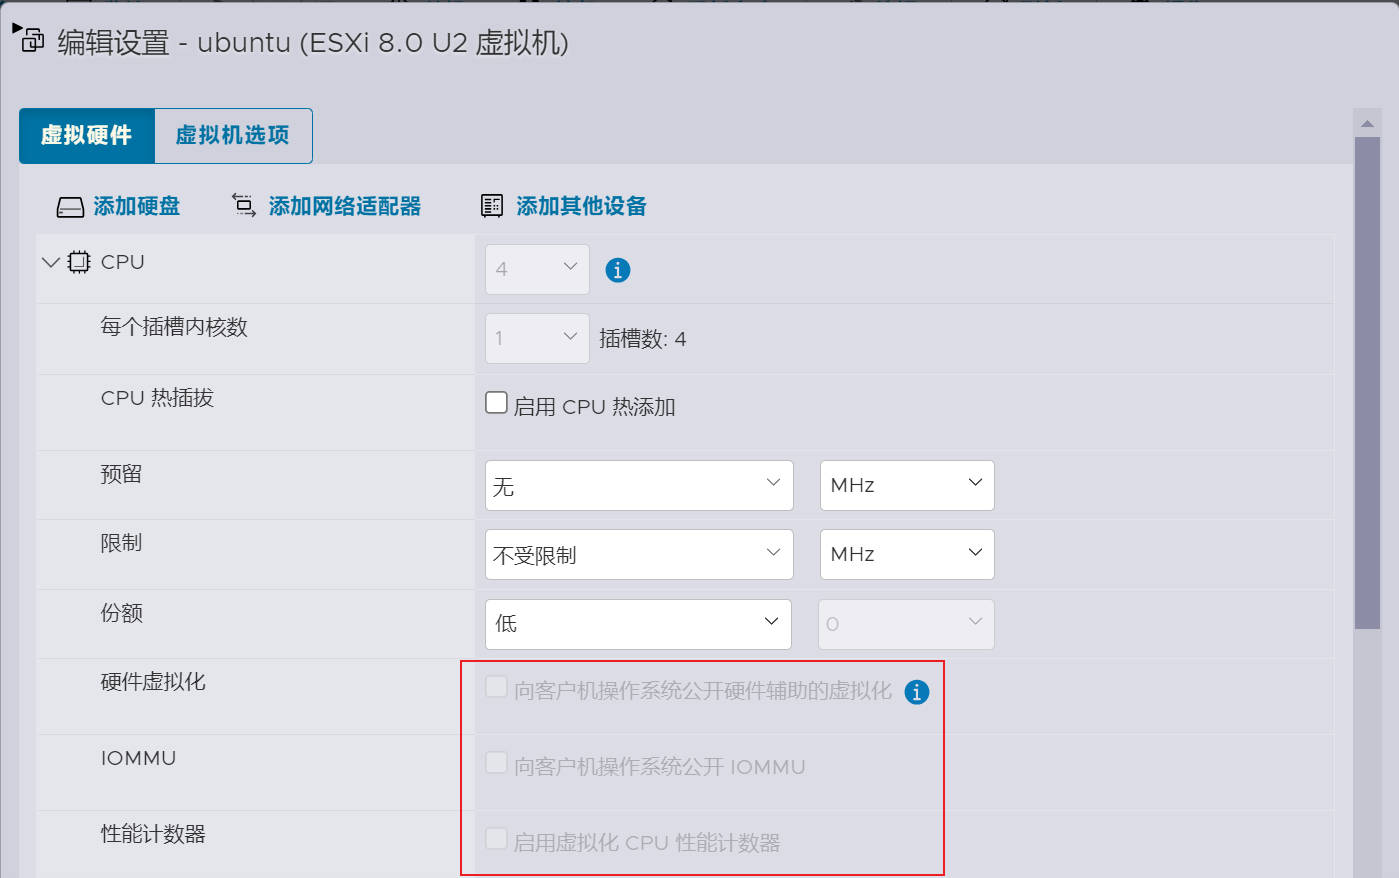 编辑设置 - ubuntu (ESXi 8.0 U2 虚拟机)
虚拟硬件 虚拟机选项
添加硬盘 添加网络适配器 添加其他设备
CPU 4
每个插槽内核数 1 插槽数: 4
CPU 热插拔 启用 CPU 热添加
预留 无 MHz
限制 不受限制 MHz
份额 低 0
硬件虚拟化 向客户机操作系统公开硬件辅助的虚拟化
IOMMU 向客户机操作系统公开 IOMMU
性能计数器 启用虚拟化 CPU 性能计数器